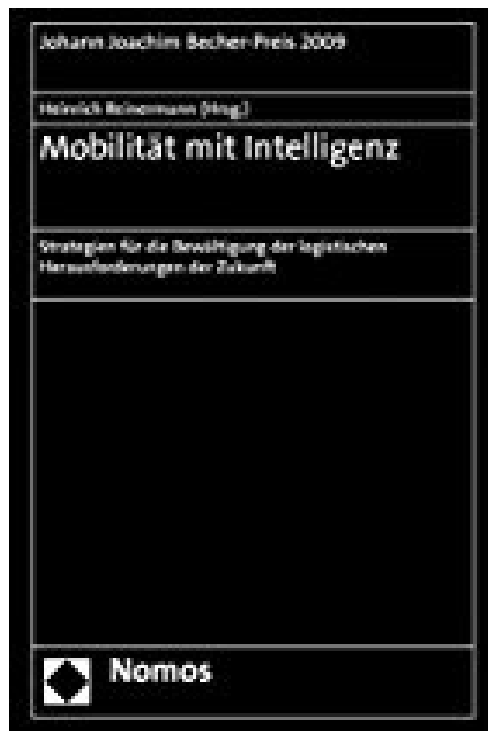 Johann Joachim Becher-Preis 2009
Heinrich Reinermann [Hrsg.]
Mobilität mit Intelligenz
Strategien für die Bewältigung der logistischen
Herausforderungen der Zukunft
Nomos